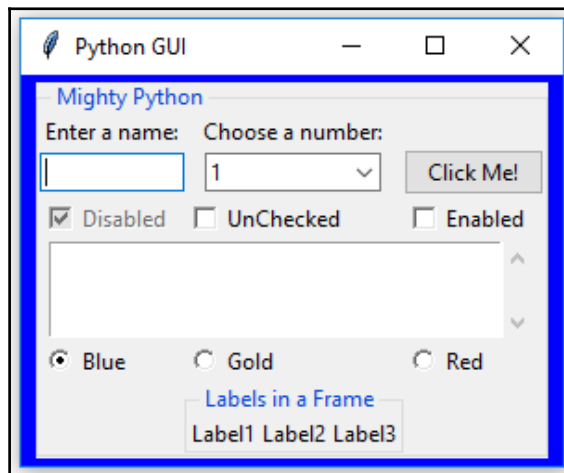 Python GUI
Mighty Python
Enter a name: Choose a number:
1 Click Me!
Disabled UnChecked Enabled
Blue Gold Red
Labels in a Frame
Label1 Label2 Label3